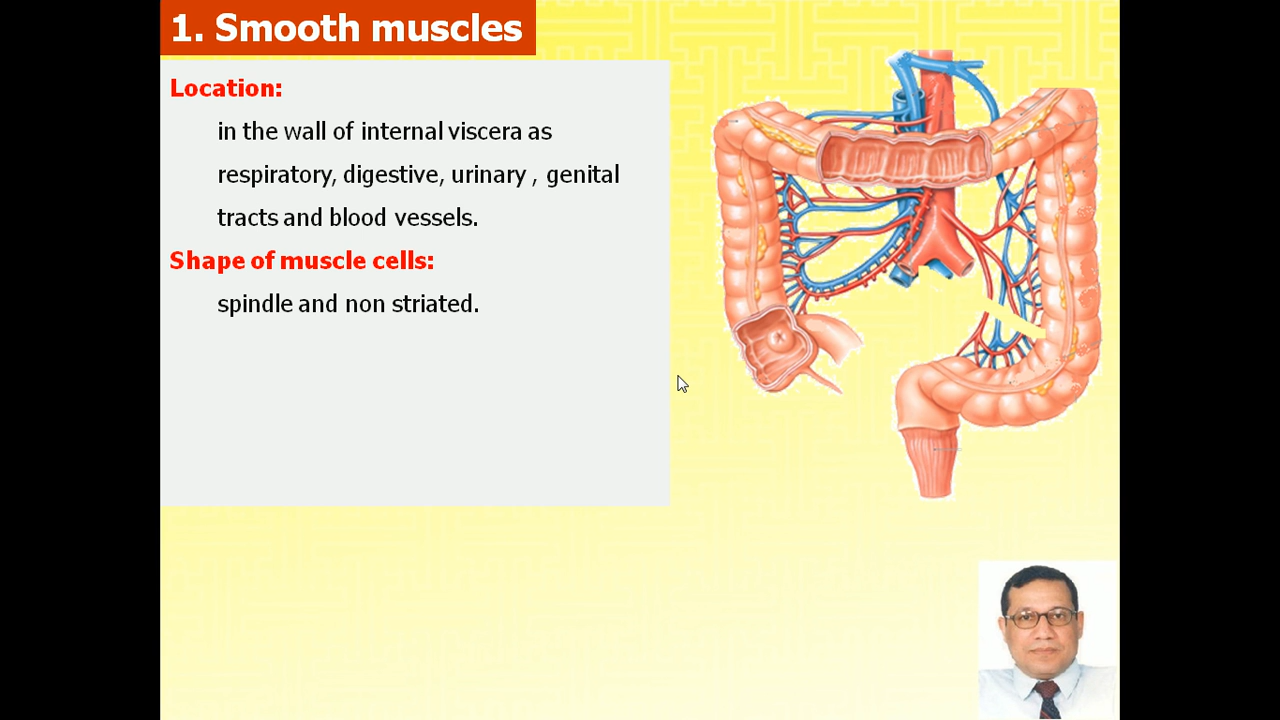 1. Smooth muscles
Location:
in the wall of internal viscera as
respiratory, digestive, urinary , genital
tracts and blood vessels.
Shape of muscle cells:
spindle and non striated.